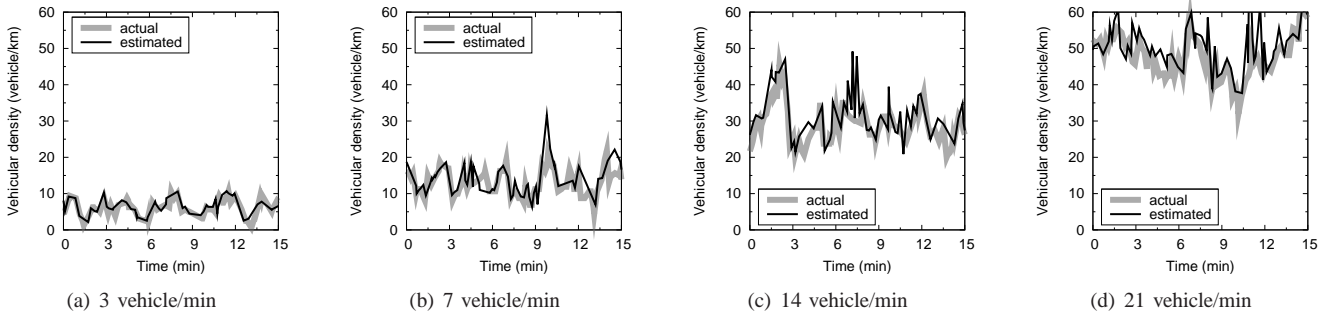 60
50
40
30
20
10
0
Vehicular density (vehicle/km)
actual
estimated
0 3 6 9 12 15
Time (min)
(a) 3 vehicle/min
60
50
40
30
20
10
0
Vehicular density (vehicle/km)
actual
estimated
0 3 6 9 12 15
Time (min)
(b) 7 vehicle/min
60
50
40
30
20
10
0
Vehicular density (vehicle/km)
actual
estimated
0 3 6 9 12 15
Time (min)
(c) 14 vehicle/min
60
50
40
30
20
10
0
Vehicular density (vehicle/km)
actual
estimated
0 3 6 9 12 15
Time (min)
(d) 21 vehicle/min